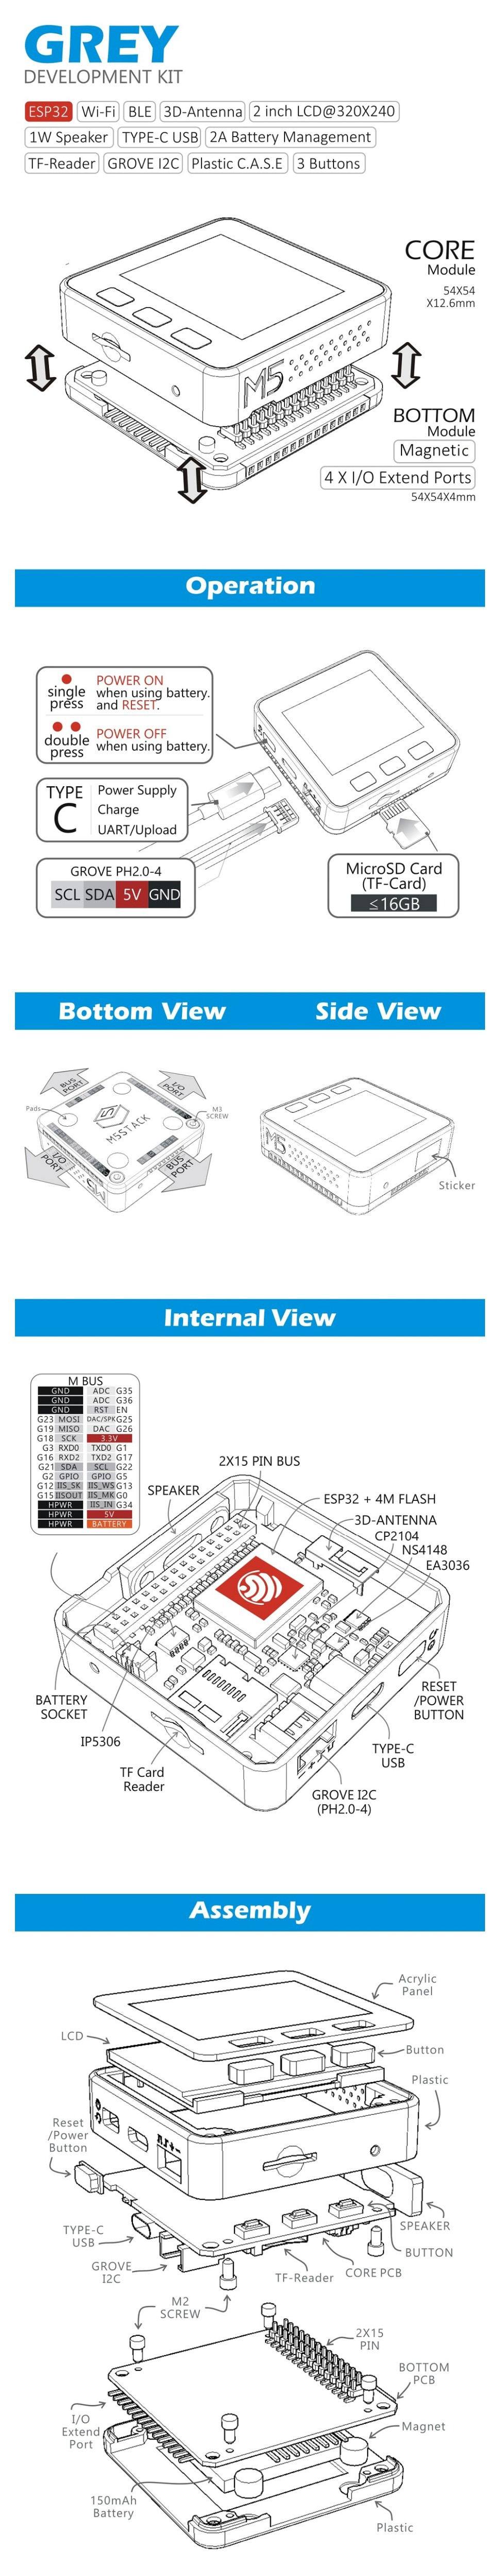 GREY
DEVELOPMENT KIT
ESP32 Wi-Fi BLE 3D-Antenna 2 inch LCD@320X240
1W Speaker TYPE-C USB 2A Battery Management
TF-Reader GROVE I2C Plastic C.A.S.E 3 Buttons
CORE
Module
54X54
X12.6mm
M5
BOTTOM
Module
Magnetic
4 X I/O Extend Ports
54X54X4mm
Operation
single press
POWER ON
when using battery.
and RESET.
double press
POWER OFF
when using battery.
TYPE C
Power Supply
Charge
UART/Upload
GROVE PH2.0-4
SCL SDA 5V GND
MicroSD Card
(TF-Card)
≤16GB
Bottom View Side View
BUS PORT
I/O PORT
Pads
M3 SCREW
M5STACK
I/O PORT
BUS PORT
M5
Sticker
Internal View
M BUS
GND ADC G35
GND ADC G36
GND RST EN
G23 MOSI DAC/SPK G25
G19 MISO DAC G26
G18 SCK 3.3V
G3 RXD0 TXD0 G1
G16 RXD2 TXD2 G17
G21 SDA SCL G22
G2 GPIO GPIO G5
G12 IIS_SK IIS_WS G13
G15 IISOUT IIS_MK G0
HPWR IIS_IN G34
HPWR 5V
HPWR BATTERY
2X15 PIN BUS
SPEAKER
ESP32 + 4M FLASH
3D-ANTENNA
CP2104
NS4148
EA3036
BATTERY
SOCKET
IP5306
TF Card
Reader
RESET
/POWER
BUTTON
TYPE-C
USB
GROVE I2C
(PH2.0-4)
Assembly
Acrylic
Panel
LCD
Button
Plastic
Reset
/Power
Button
TYPE-C
USB
GROVE
I2C
SPEAKER
BUTTON
CORE PCB
TF-Reader
M2
SCREW
2X15
PIN
BOTTOM
PCB
I/O
Extend
Port
Magnet
150mAh
Battery
Plastic